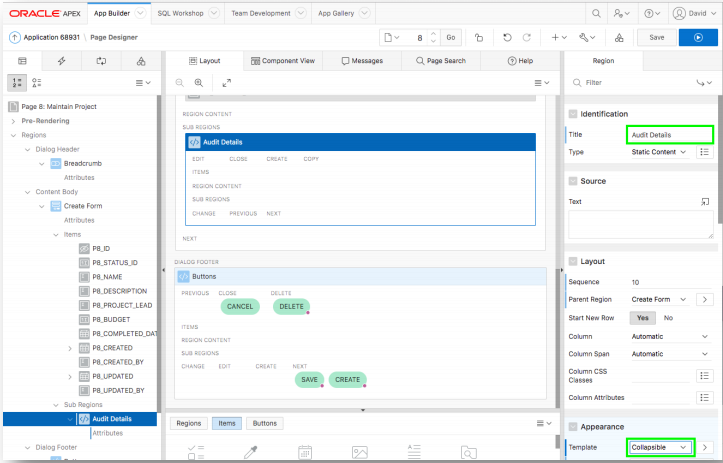 ORACLE APEX App Builder SQL Workshop Team Development App Gallery David
Application 68931 \ Page Designer 8 Go Save
Layout Component View Messages Page Search Help Region
Filter
Page 8: Maintain Project
Pre-Rendering
Regions
Dialog Header
Breadcrumb
Attributes
Content Body
Create Form
Attributes
Items
P8_ID
P8_STATUS_ID
P8_NAME
P8_DESCRIPTION
P8_PROJECT_LEAD
P8_BUDGET
P8_COMPLETED_DAT
P8_CREATED
P8_CREATED_BY
P8_UPDATED
P8_UPDATED_BY
Sub Regions
Audit Details
Attributes
Dialog Footer
REGION CONTENT
SUB REGIONS
Audit Details
EDIT CLOSE CREATE COPY
ITEMS
REGION CONTENT
SUB REGIONS
CHANGE PREVIOUS NEXT
NEXT
DIALOG FOOTER
Buttons
PREVIOUS CLOSE DELETE
CANCEL DELETE
ITEMS
REGION CONTENT
SUB REGIONS
CHANGE EDIT CREATE NEXT
SAVE CREATE
Regions Items Buttons
Identification
Title Audit Details
Type Static Content
Source
Text
Layout
Sequence 10
Parent Region Create Form
Start New Row Yes No
Column Automatic
Column Span Automatic
Column CSS
Classes
Column Attributes
Appearance
Template Collapsible